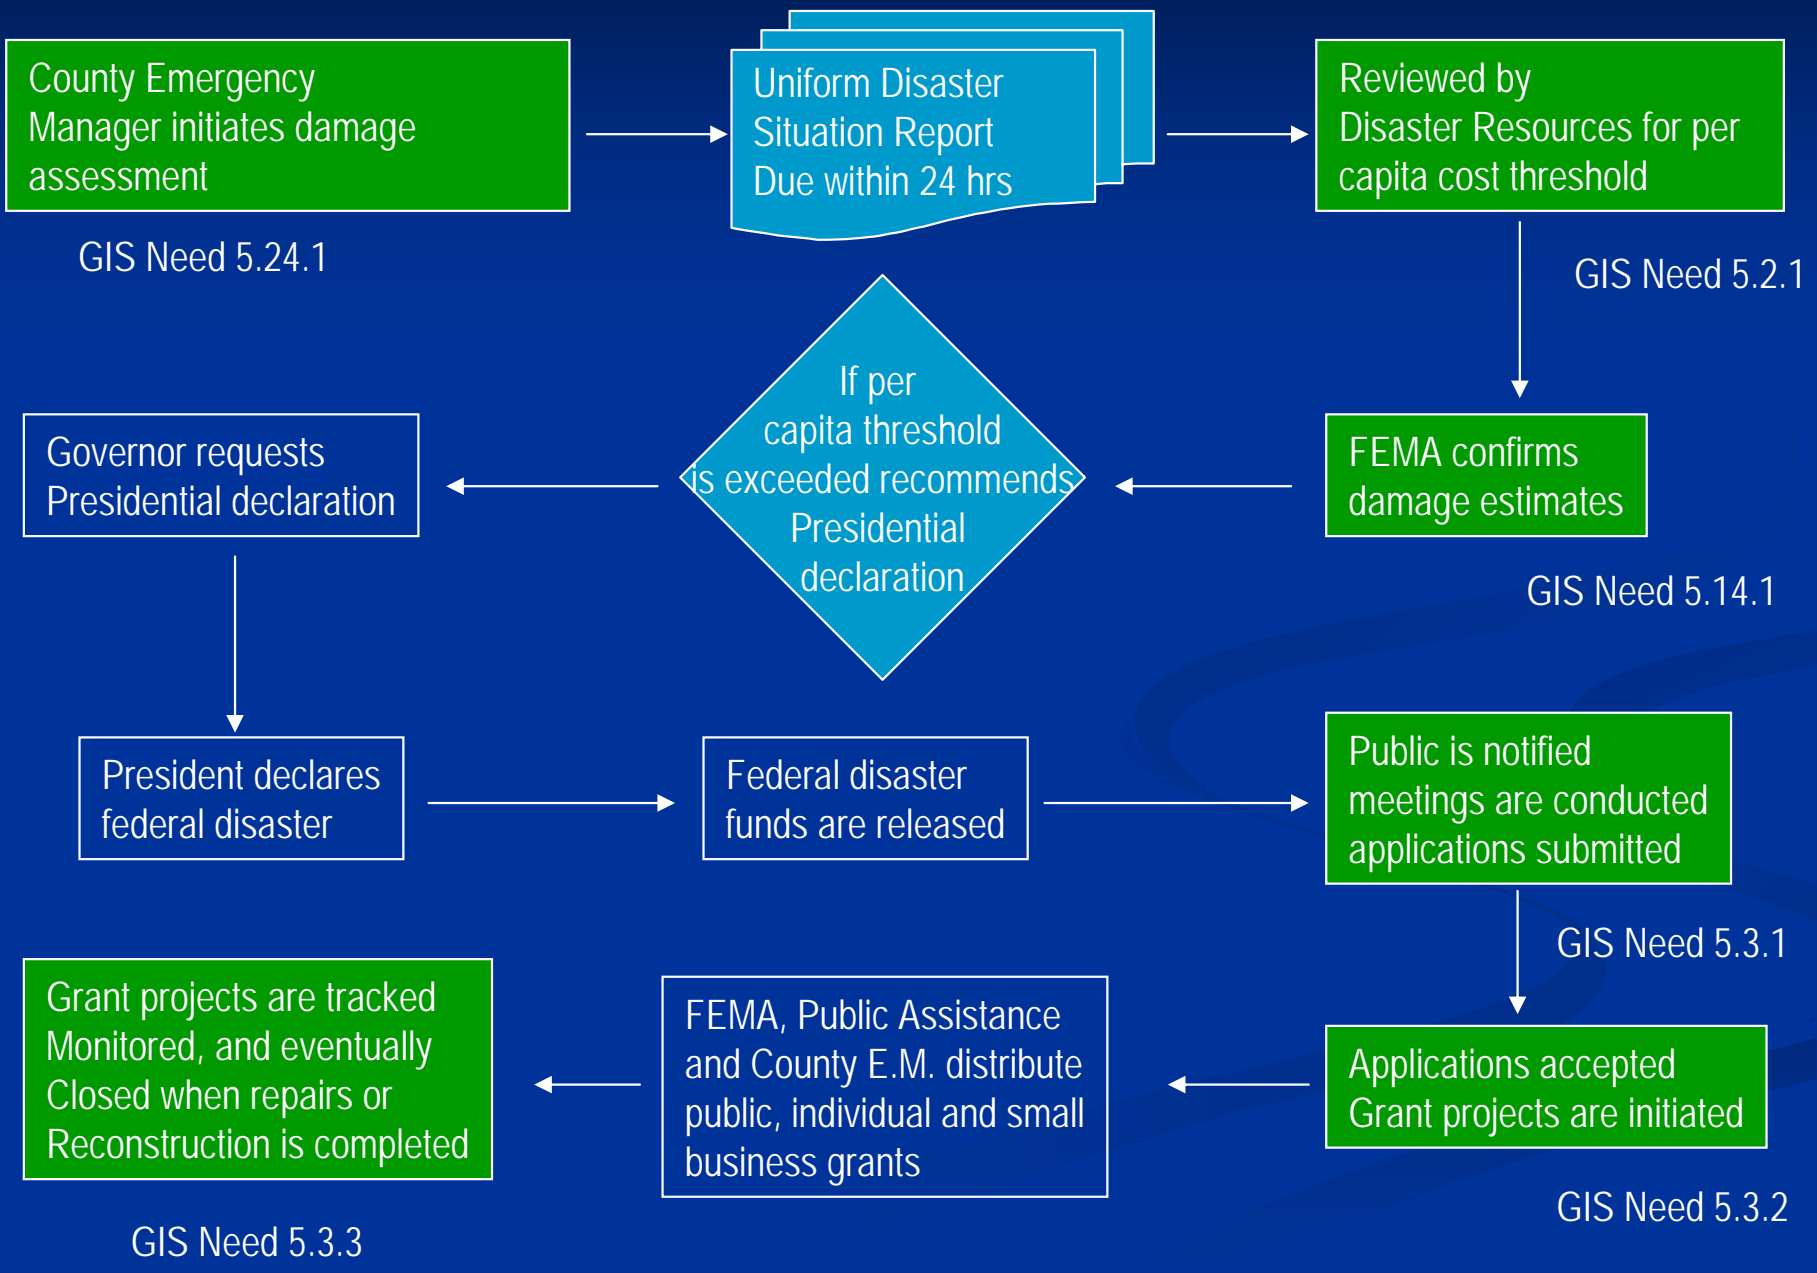 County Emergency
Manager initiates damage
assessment
GIS Need 5.24.1
Uniform Disaster
Situation Report
Due within 24 hrs
Reviewed by
Disaster Resources for per
capita cost threshold
GIS Need 5.2.1
FEMA confirms
damage estimates
GIS Need 5.14.1
If per
capita threshold
is exceeded recommends
Presidential
declaration
Governor requests
Presidential declaration
President declares
federal disaster
Federal disaster
funds are released
Public is notified
meetings are conducted
applications submitted
GIS Need 5.3.1
Applications accepted
Grant projects are initiated
GIS Need 5.3.2
FEMA, Public Assistance
and County E.M. distribute
public, individual and small
business grants
Grant projects are tracked
Monitored, and eventually
Closed when repairs or
Reconstruction is completed
GIS Need 5.3.3